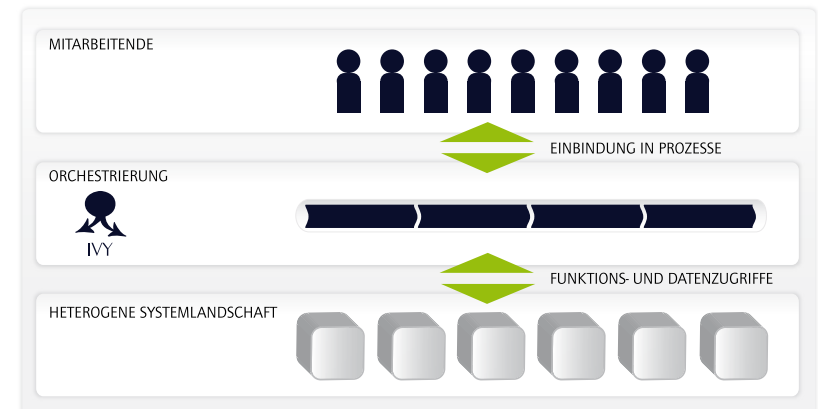 MITARBEITENDE
EINBINDUNG IN PROZESSE
ORCHESTRIERUNG
IVY
FUNKTIONS- UND DATENZUGRIFFE
HETEROGENE SYSTEMLANDSCHAFT